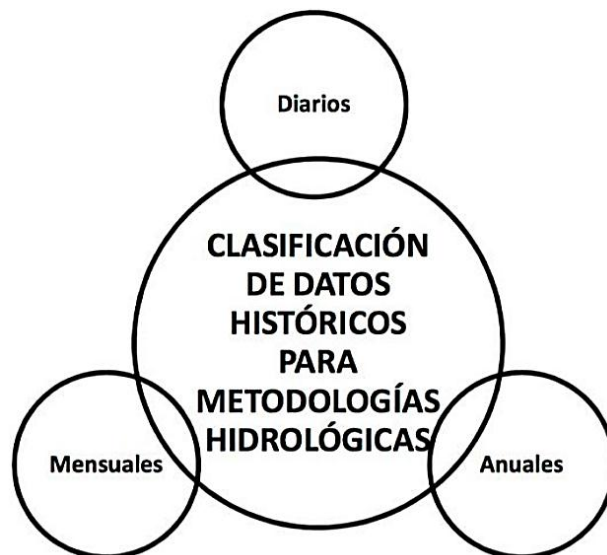 Diarios
CLASIFICACIÓN
DE DATOS
HISTÓRICOS
PARA
METODOLOGÍAS
HIDROLÓGICAS
Mensuales
Anuales